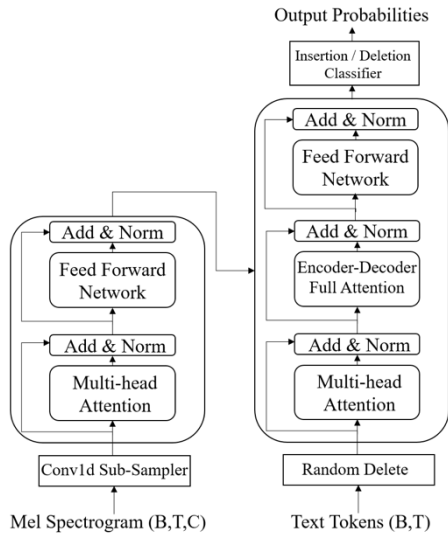 Output Probabilities
Insertion / Deletion
Classifier
Add & Norm
Feed Forward
Network
Add & Norm
Encoder-Decoder
Full Attention
Add & Norm
Multi-head
Attention
Random Delete
Text Tokens (B,T)
Add & Norm
Feed Forward
Network
Add & Norm
Multi-head
Attention
Conv1d Sub-Sampler
Mel Spectrogram (B,T,C)